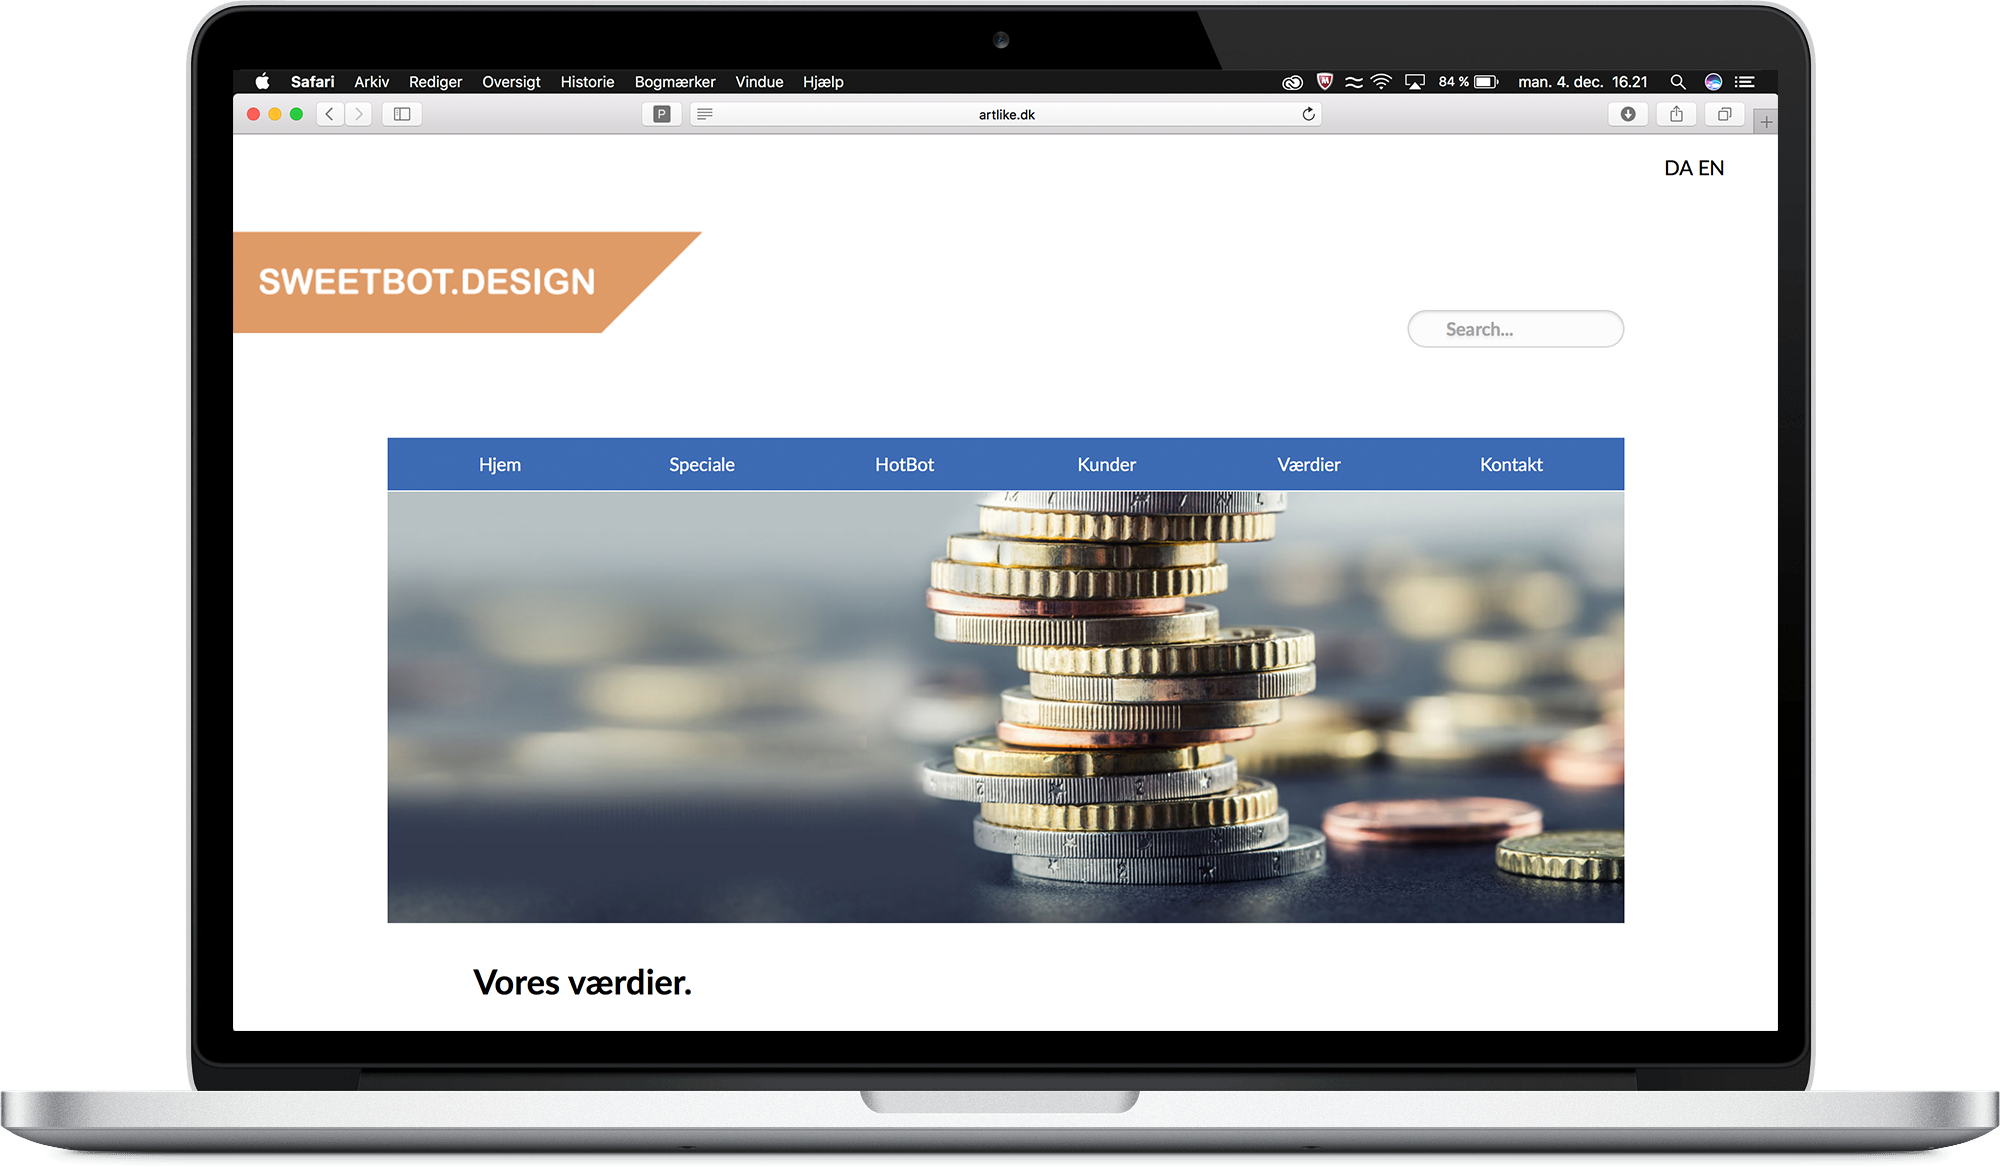 Safari Arkiv Rediger Oversigt Historie Bogmærker Vindue Hjælp 84 % man. 4. dec. 16.21
P artlike.dk
DA EN
SWEETBOT.DESIGN
Search...
Hjem Speciale HotBot Kunder Værdier Kontakt
Vores værdier.